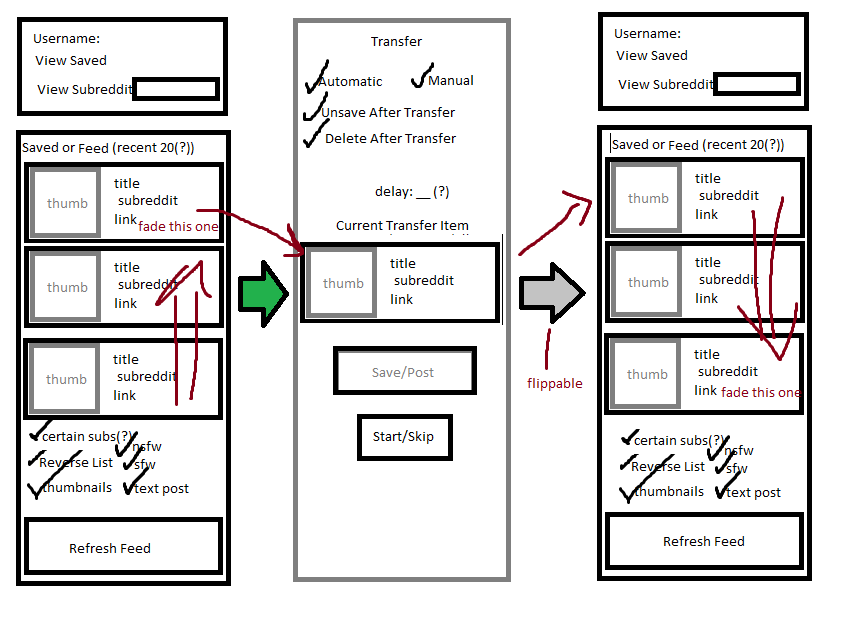 Username:
View Saved
View Subreddit
Saved or Feed (recent 20(?))
thumb
title
subreddit
link
fade this one
thumb
title
subreddit
link
thumb
title
subreddit
link
certain subs(?)
nsfw
Reverse List
sfw
thumbnails
text post
Refresh Feed
Transfer
Automatic
Manual
Unsave After Transfer
Delete After Transfer
delay: __ (?)
Current Transfer Item
thumb
title
subreddit
link
Save/Post
Start/Skip
flippable
Username:
View Saved
View Subreddit
Saved or Feed (recent 20(?))
thumb
title
subreddit
link
thumb
title
subreddit
link
thumb
title
subreddit
link
fade this one
certain subs(?)
nsfw
Reverse List
sfw
thumbnails
text post
Refresh Feed